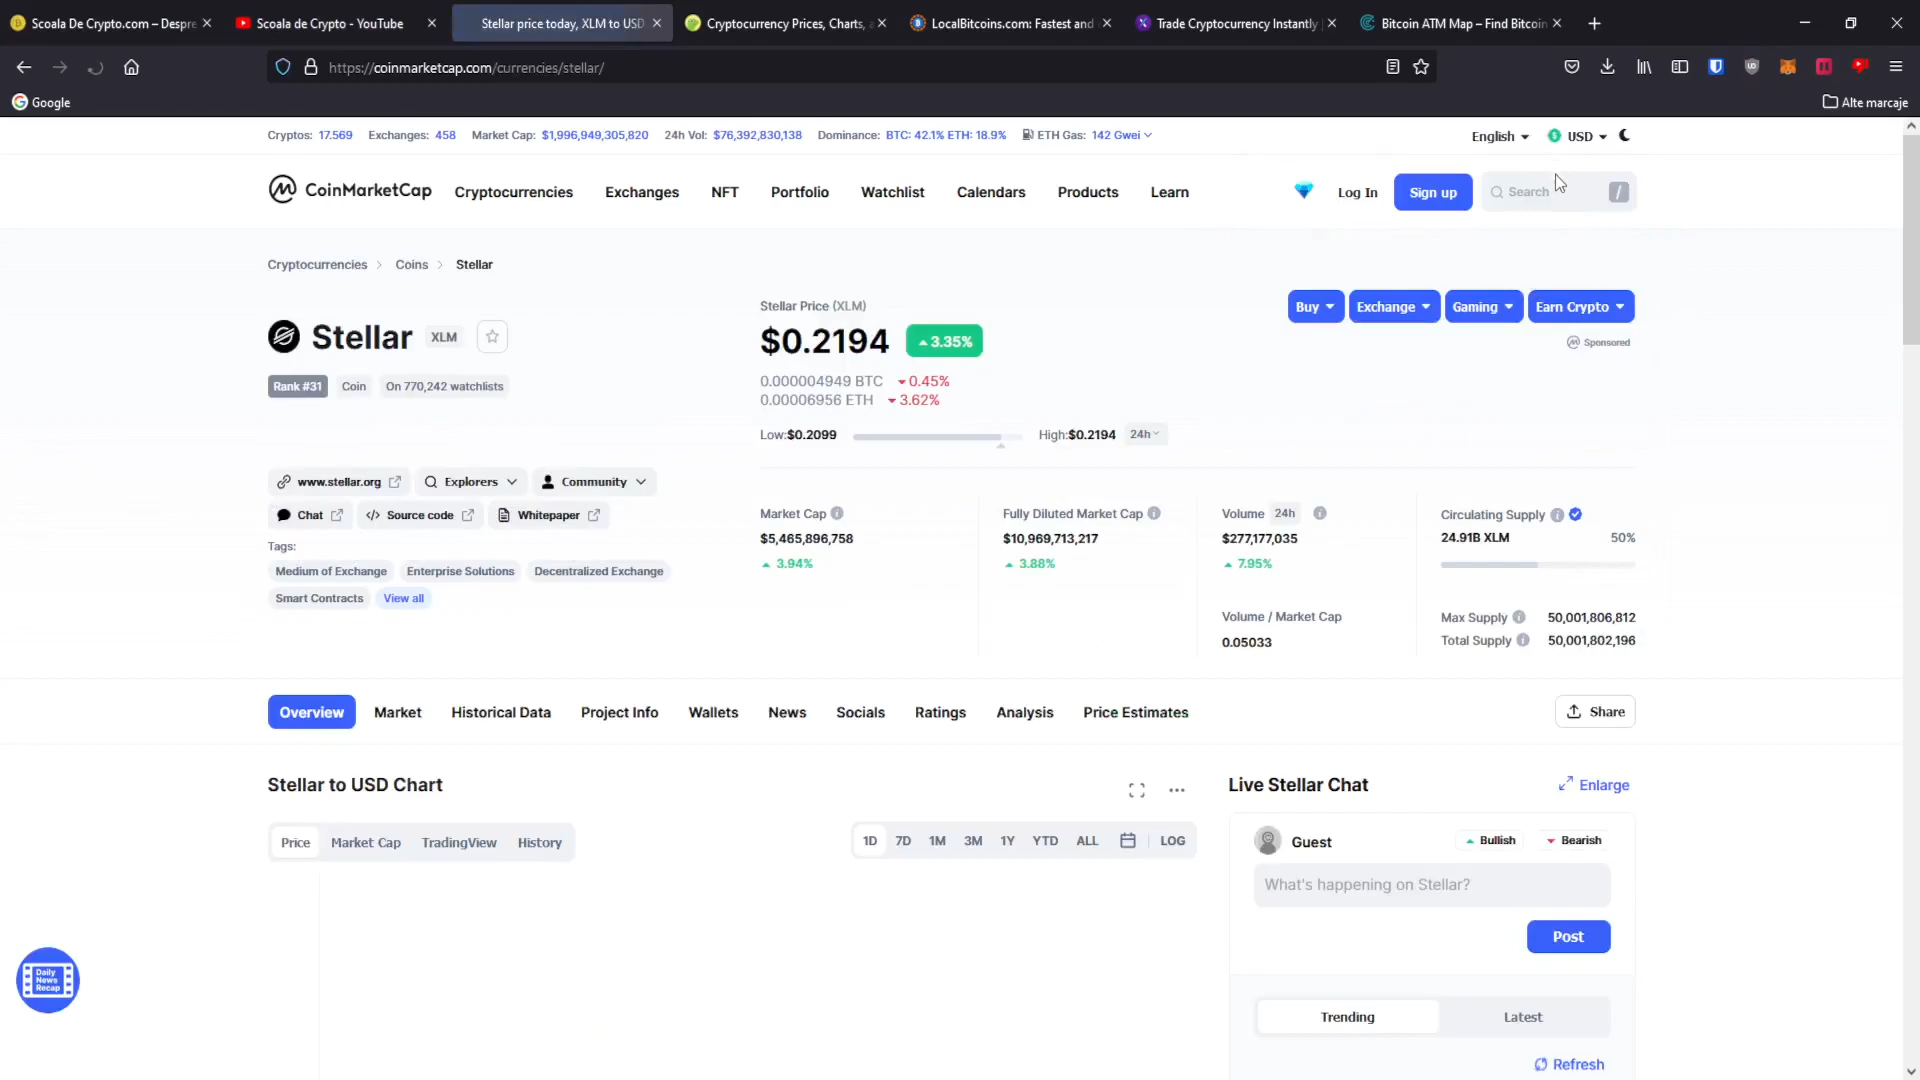 Scoala De Crypto.com – Despre
Scoala de Crypto - YouTube
Stellar price today, XLM to USD
Cryptocurrency Prices, Charts, a
LocalBitcoins.com: Fastest and
Trade Cryptocurrency Instantly
Bitcoin ATM Map – Find Bitcoin
https://coinmarketcap.com/currencies/stellar/
Google
Alte marcaje
Cryptos: 17.569 Exchanges: 458 Market Cap: $1,996,949,305,820 24h Vol: $76,392,830,138 Dominance: BTC: 42.1% ETH: 18.9% ETH Gas: 142 Gwei
English USD
CoinMarketCap Cryptocurrencies Exchanges NFT Portfolio Watchlist Calendars Products Learn Log In Sign up Search /
Cryptocurrencies > Coins > Stellar
Stellar XLM
Rank #31 Coin On 770,242 watchlists
www.stellar.org Explorers Community
Chat Source code Whitepaper
Tags:
Medium of Exchange Enterprise Solutions Decentralized Exchange
Smart Contracts View all
Stellar Price (XLM)
$0.2194 3.35%
0.000004949 BTC 0.45%
0.00006956 ETH 3.62%
Low:$0.2099 High:$0.2194 24h
Buy Exchange Gaming Earn Crypto
Sponsored
Market Cap
$5,465,896,758
3.94%
Fully Diluted Market Cap
$10,969,713,217
3.88%
Volume 24h
$277,177,035
7.95%
Volume / Market Cap
0.05033
Circulating Supply
24.91B XLM 50%
Max Supply 50,001,806,812
Total Supply 50,001,802,196
Overview Market Historical Data Project Info Wallets News Socials Ratings Analysis Price Estimates Share
Stellar to USD Chart
Price Market Cap TradingView History
1D 7D 1M 3M 1Y YTD ALL LOG
Live Stellar Chat Enlarge
Guest Bullish Bearish
What's happening on Stellar?
Post
Trending Latest
Refresh
Daily
News
Recap